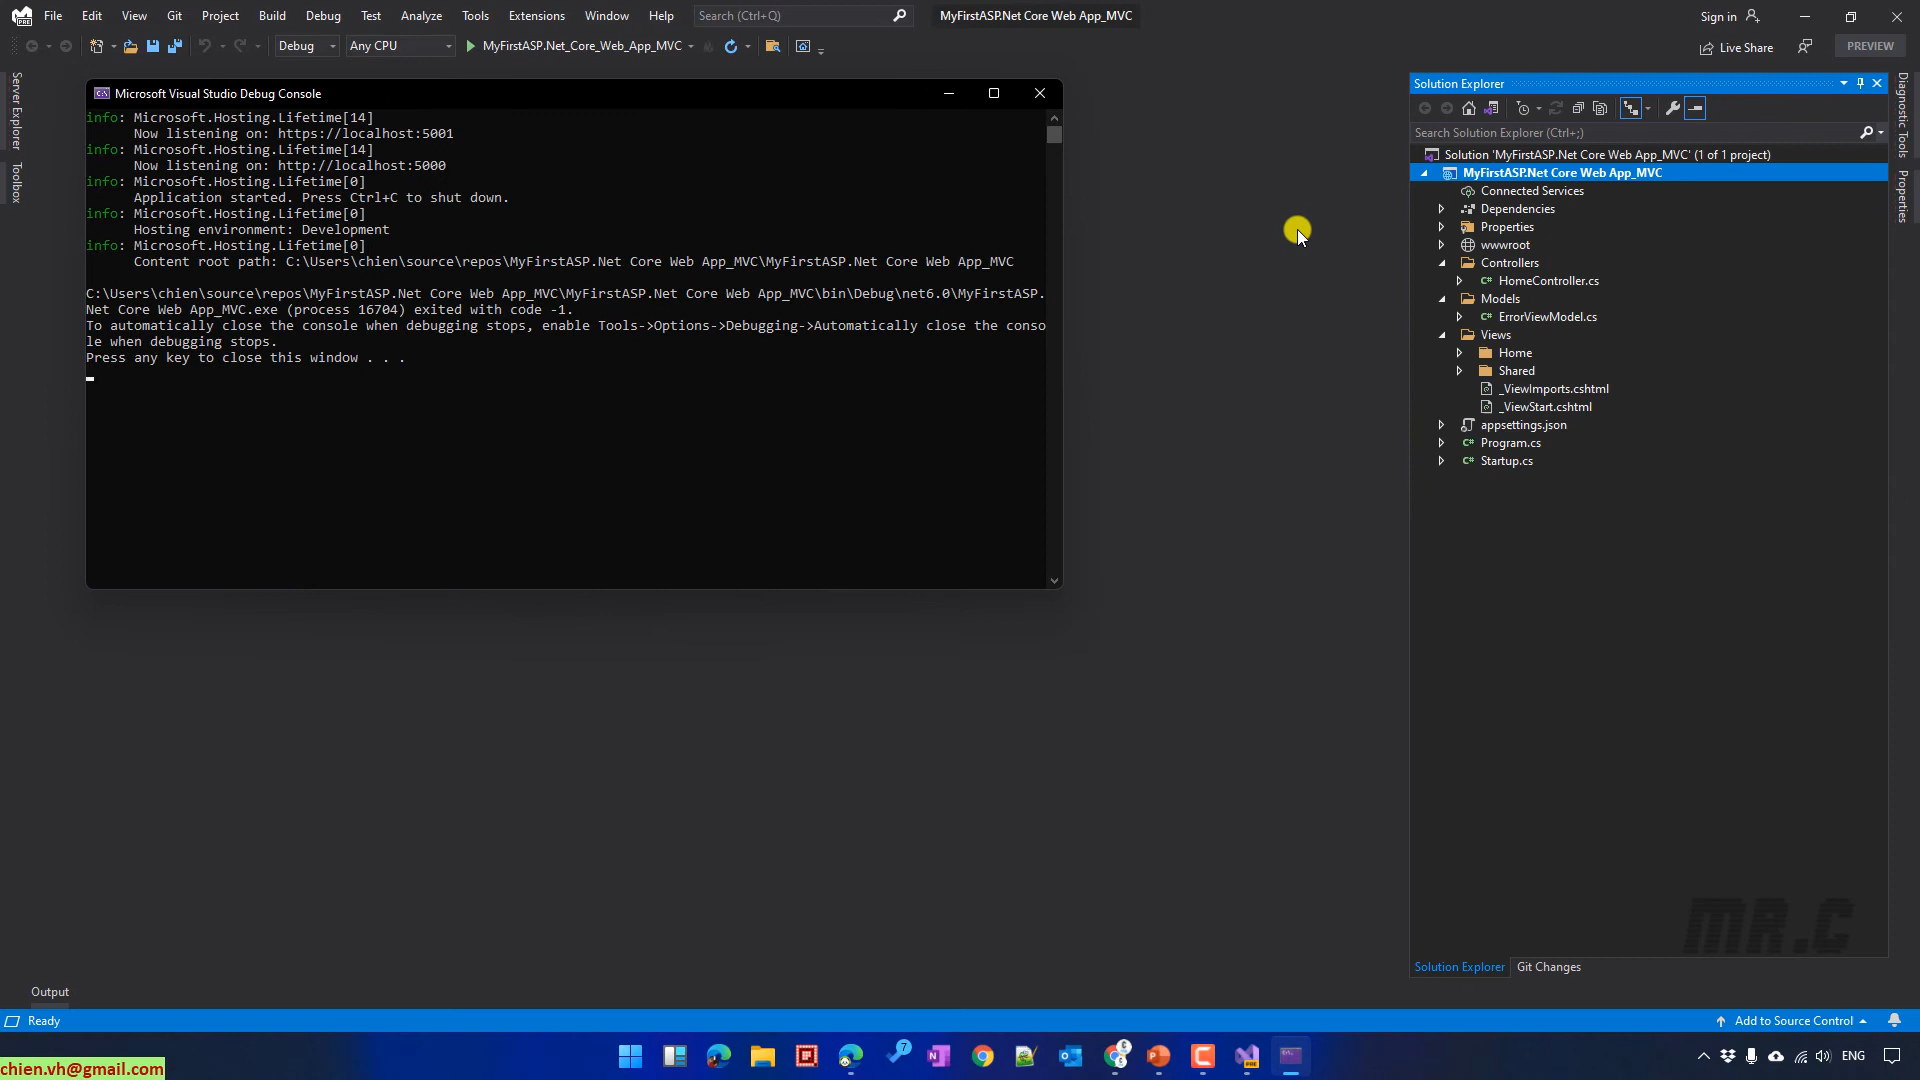 File Edit View Git Project Build Debug Test Analyze Tools Extensions Window Help Search (Ctrl+Q) MyFirstASP.Net Core Web App_MVC Sign in
Debug Any CPU MyFirstASP.Net_Core_Web_App_MVC Live Share PREVIEW
Server Explorer
Toolbox
Microsoft Visual Studio Debug Console
info: Microsoft.Hosting.Lifetime[14]
Now listening on: https://localhost:5001
info: Microsoft.Hosting.Lifetime[14]
Now listening on: http://localhost:5000
info: Microsoft.Hosting.Lifetime[0]
Application started. Press Ctrl+C to shut down.
info: Microsoft.Hosting.Lifetime[0]
Hosting environment: Development
info: Microsoft.Hosting.Lifetime[0]
Content root path: C:\Users\chien\source\repos\MyFirstASP.Net Core Web App_MVC\MyFirstASP.Net Core Web App_MVC
C:\Users\chien\source\repos\MyFirstASP.Net Core Web App_MVC\MyFirstASP.Net Core Web App_MVC\bin\Debug\net6.0\MyFirstASP.
Net Core Web App_MVC.exe (process 16704) exited with code -1.
To automatically close the console when debugging stops, enable Tools->Options->Debugging->Automatically close the conso
le when debugging stops.
Press any key to close this window . . .
Solution Explorer
Search Solution Explorer (Ctrl+;)
Solution 'MyFirstASP.Net Core Web App_MVC' (1 of 1 project)
MyFirstASP.Net Core Web App_MVC
Connected Services
Dependencies
Properties
wwwroot
Controllers
C# HomeController.cs
Models
C# ErrorViewModel.cs
Views
Home
Shared
_ViewImports.cshtml
_ViewStart.cshtml
appsettings.json
C# Program.cs
C# Startup.cs
Diagnostic Tools
Properties
MR.C
Solution Explorer Git Changes
Output
Ready Add to Source Control
chien.vh@gmail.com
7
ENG